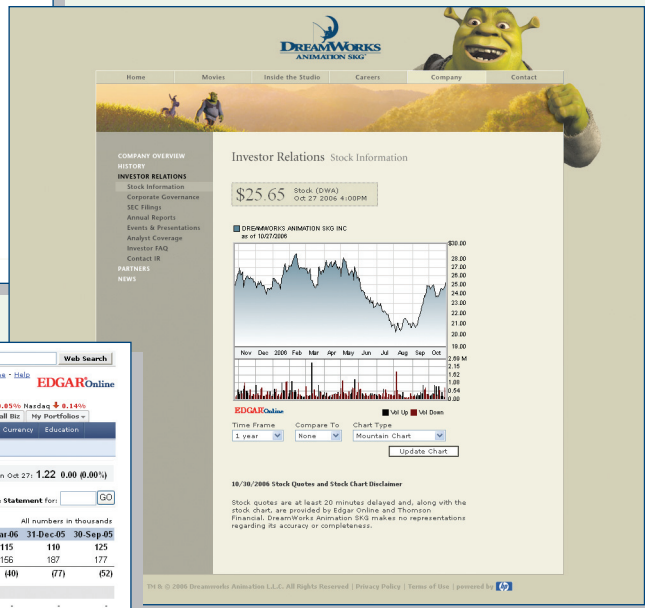 DREAMWORKS
ANIMATION SKG
Home Movies Inside the Studio Careers Company Contact
COMPANY OVERVIEW
HISTORY
INVESTOR RELATIONS
Stock Information
Corporate Governance
SEC Filings
Annual Reports
Events & Presentations
Analyst Coverage
Investor FAQ
Contact IR
PARTNERS
NEWS
Investor Relations Stock Information
$25.65 Stock (DWA)
Oct 27 2006 4:00PM
DREAMWORKS ANIMATION SKG INC
as of 10/27/2006
$30.00
28.00
27.00
26.00
25.00
24.00
23.00
22.00
21.00
20.00
19.00
Nov Dec 2006 Feb Mar Apr May Jun Jul Aug Sep Oct
2.69 M
2.15
1.62
1.08
0.54
0.00
EDGAROnline
Vol Up Vol Down
Time Frame Compare To Chart Type
1 year None Mountain Chart
Update Chart
10/30/2006 Stock Quotes and Stock Chart Disclaimer
Stock quotes are at least 20 minutes delayed and, along with the
stock chart, are provided by Edgar Online and Thomson
Financial. DreamWorks Animation SKG makes no representations
regarding its accuracy or completeness.
TM & © 2006 Dreamworks Animation L.L.C. All Rights Reserved | Privacy Policy | Terms of Use | powered by hp
Web Search
Help
EDGAROnline
0.05% Nasdaq 0.14%
all Biz My Portfolios
Currency Education
n Oct 27: 1.22 0.00 (0.00%)
Statement for: GO
All numbers in thousands
ar-06 31-Dec-05 30-Sep-05
115 110 125
156 187 177
(40) (77) (52)